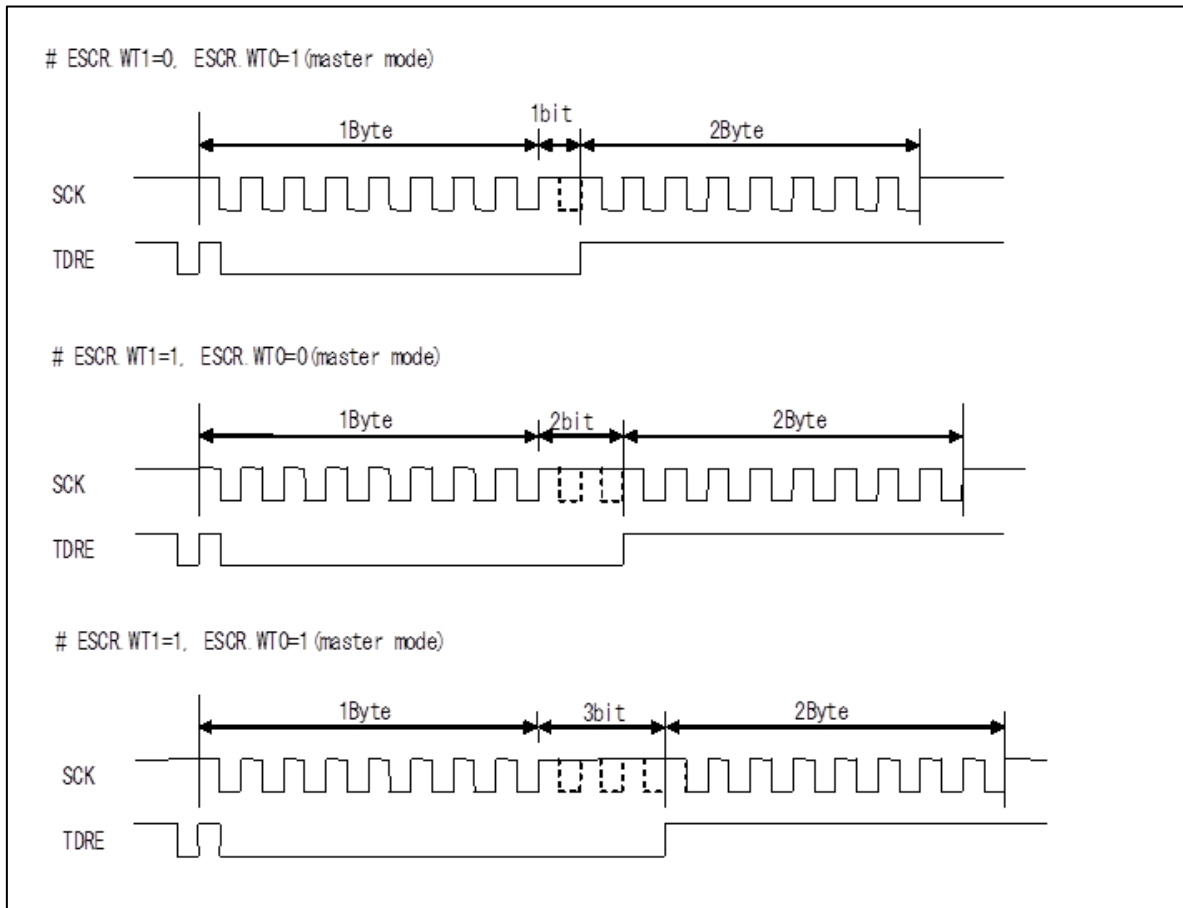 # ESCR.WT1=0, ESCR.WT0=1(master mode)
1Byte
1bit
2Byte
SCK
TDRE
# ESCR.WT1=1, ESCR.WT0=0(master mode)
1Byte
2bit
2Byte
SCK
TDRE
# ESCR.WT1=1, ESCR.WT0=1(master mode)
1Byte
3bit
2Byte
SCK
TDRE